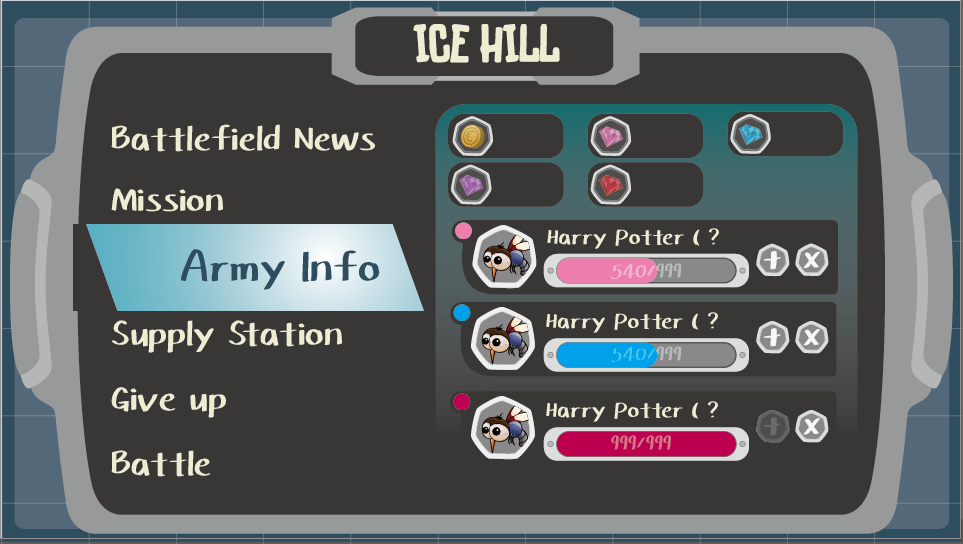 ICE HILL
Battlefield News
Mission
Army Info
Supply Station
Give up
Battle
Harry Potter ( ?
540/999
Harry Potter ( ?
540/999
Harry Potter ( ?
999/999